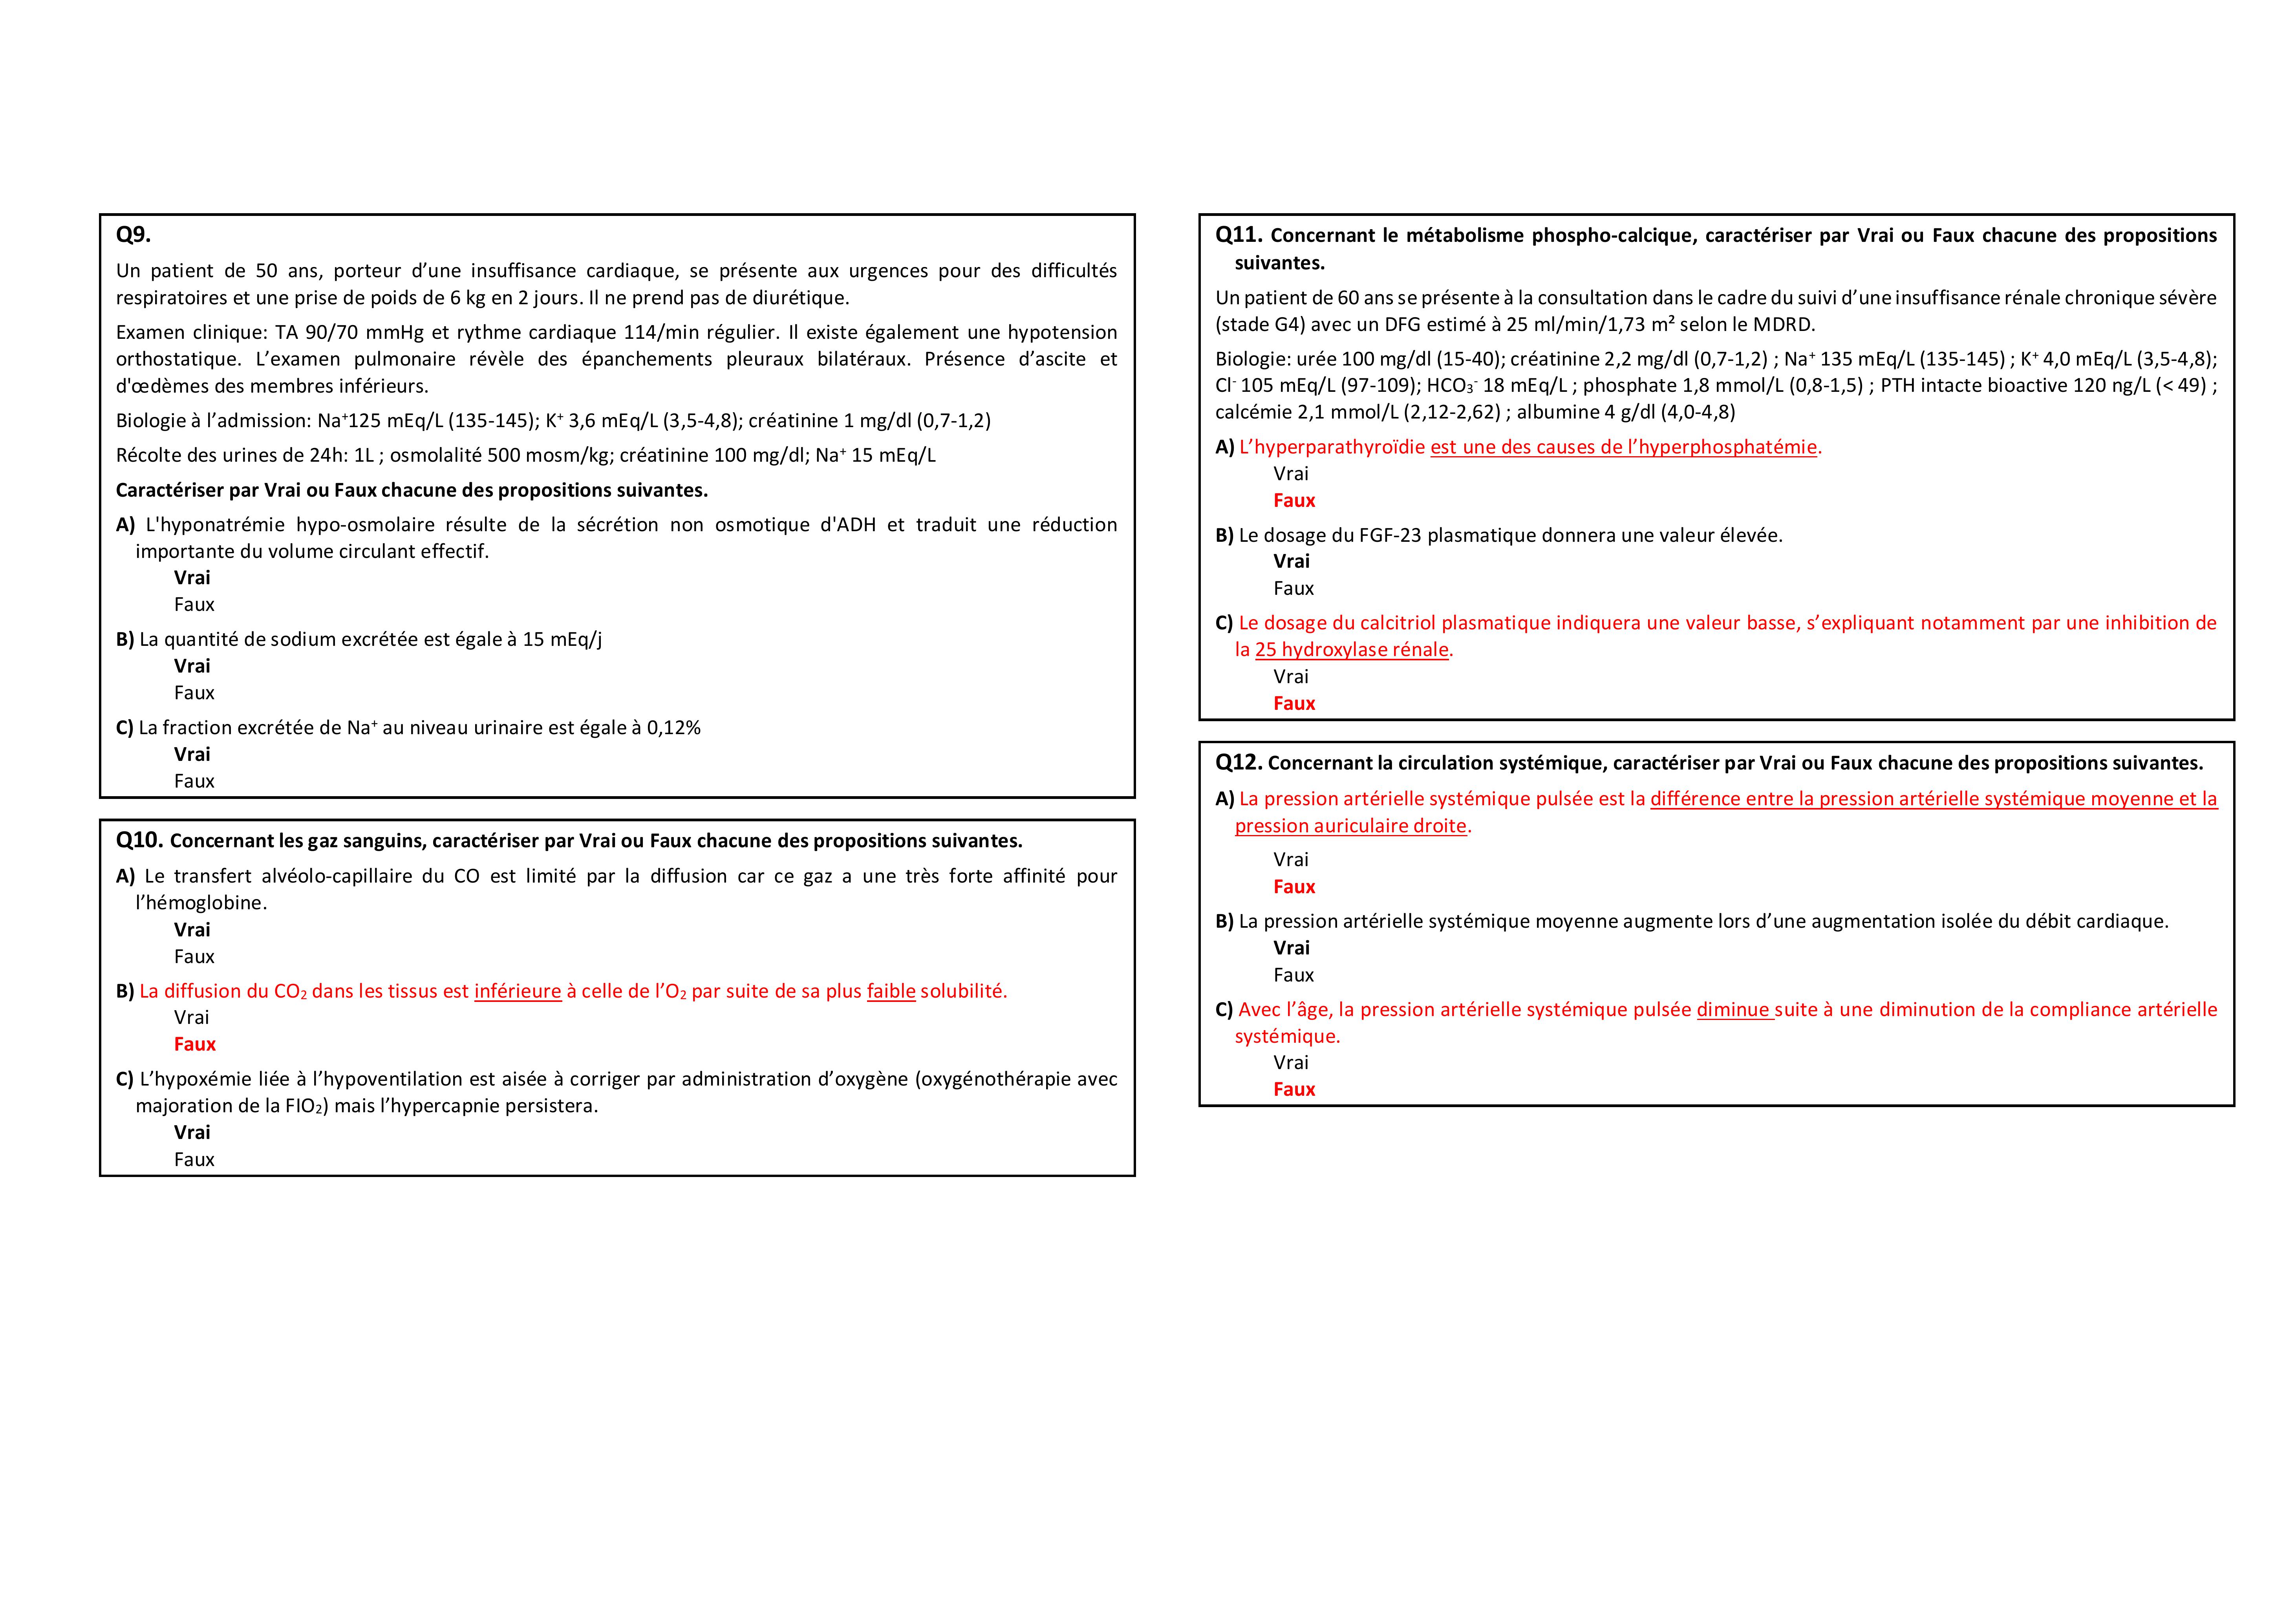 Q9.
Un patient de 50 ans, porteur d’une insuffisance cardiaque, se présente aux urgences pour des difficultés
respiratoires et une prise de poids de 6 kg en 2 jours. Il ne prend pas de diurétique.
Examen clinique: TA 90/70 mmHg et rythme cardiaque 114/min régulier. Il existe également une hypotension
orthostatique. L’examen pulmonaire révèle des épanchements pleuraux bilatéraux. Présence d’ascite et
d'œdèmes des membres inférieurs.
Biologie à l’admission: Na⁺125 mEq/L (135-145); K⁺ 3,6 mEq/L (3,5-4,8); créatinine 1 mg/dl (0,7-1,2)
Récolte des urines de 24h: 1L ; osmolalité 500 mosm/kg; créatinine 100 mg/dl; Na⁺ 15 mEq/L
Caractériser par Vrai ou Faux chacune des propositions suivantes.
A) L'hyponatrémie hypo-osmolaire résulte de la sécrétion non osmotique d'ADH et traduit une réduction
importante du volume circulant effectif.
Vrai
Faux
B) La quantité de sodium excrétée est égale à 15 mEq/j
Vrai
Faux
C) La fraction excrétée de Na⁺ au niveau urinaire est égale à 0,12%
Vrai
Faux
Q10. Concernant les gaz sanguins, caractériser par Vrai ou Faux chacune des propositions suivantes.
A) Le transfert alvéolo-capillaire du CO est limité par la diffusion car ce gaz a une très forte affinité pour
l’hémoglobine.
Vrai
Faux
B) La diffusion du CO₂ dans les tissus est inférieure à celle de l’O₂ par suite de sa plus faible solubilité.
Vrai
Faux
C) L’hypoxémie liée à l’hypoventilation est aisée à corriger par administration d’oxygène (oxygénothérapie avec
majoration de la FIO₂) mais l’hypercapnie persistera.
Vrai
Faux
Q11. Concernant le métabolisme phospho-calcique, caractériser par Vrai ou Faux chacune des propositions
suivantes.
Un patient de 60 ans se présente à la consultation dans le cadre du suivi d’une insuffisance rénale chronique sévère
(stade G4) avec un DFG estimé à 25 ml/min/1,73 m² selon le MDRD.
Biologie: urée 100 mg/dl (15-40); créatinine 2,2 mg/dl (0,7-1,2) ; Na⁺ 135 mEq/L (135-145) ; K⁺ 4,0 mEq/L (3,5-4,8);
Cl⁻ 105 mEq/L (97-109); HCO₃⁻ 18 mEq/L ; phosphate 1,8 mmol/L (0,8-1,5) ; PTH intacte bioactive 120 ng/L (< 49) ;
calcémie 2,1 mmol/L (2,12-2,62) ; albumine 4 g/dl (4,0-4,8)
A) L’hyperparathyroïdie est une des causes de l’hyperphosphatémie.
Vrai
Faux
B) Le dosage du FGF-23 plasmatique donnera une valeur élevée.
Vrai
Faux
C) Le dosage du calcitriol plasmatique indiquera une valeur basse, s’expliquant notamment par une inhibition de
la 25 hydroxylase rénale.
Vrai
Faux
Q12. Concernant la circulation systémique, caractériser par Vrai ou Faux chacune des propositions suivantes.
A) La pression artérielle systémique pulsée est la différence entre la pression artérielle systémique moyenne et la
pression auriculaire droite.
Vrai
Faux
B) La pression artérielle systémique moyenne augmente lors d’une augmentation isolée du débit cardiaque.
Vrai
Faux
C) Avec l’âge, la pression artérielle systémique pulsée diminue suite à une diminution de la compliance artérielle
systémique.
Vrai
Faux